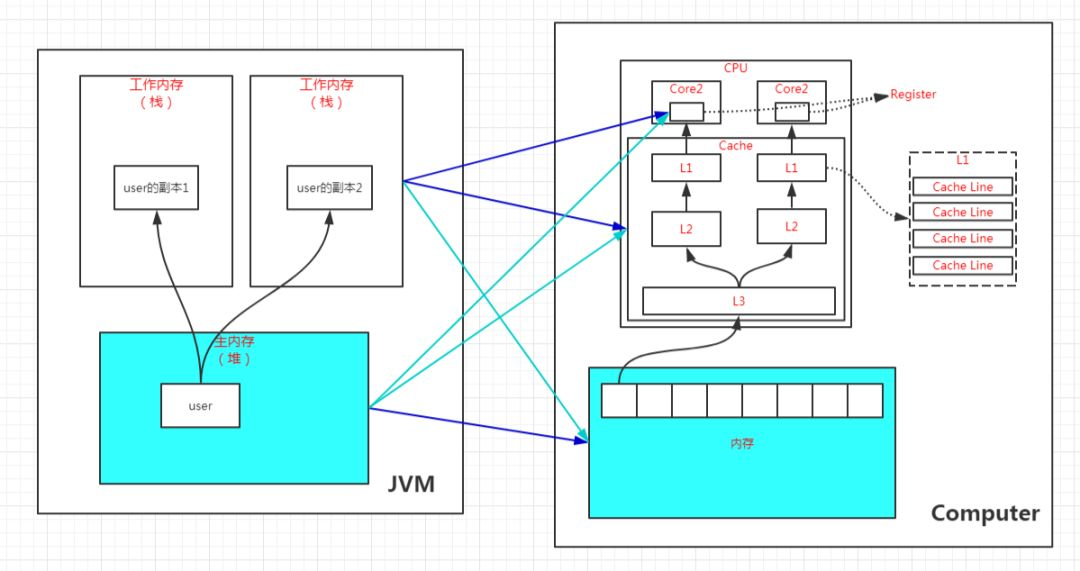 工作内存
（栈）
工作内存
（栈）
user的副本1
user的副本2
主内存
（堆）
user
JVM
CPU
Core2
Core2
Register
Cache
L1
L1
L2
L2
L3
L1
Cache Line
Cache Line
Cache Line
Cache Line
内存
Computer